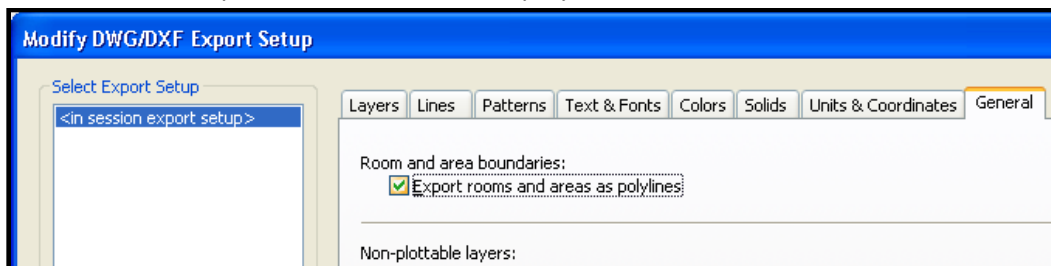 Modify DWG/DXF Export Setup
Select Export Setup
<in session export setup>
Layers Lines Patterns Text & Fonts Colors Solids Units & Coordinates General
Room and area boundaries:
Export rooms and areas as polylines
Non-plottable layers: